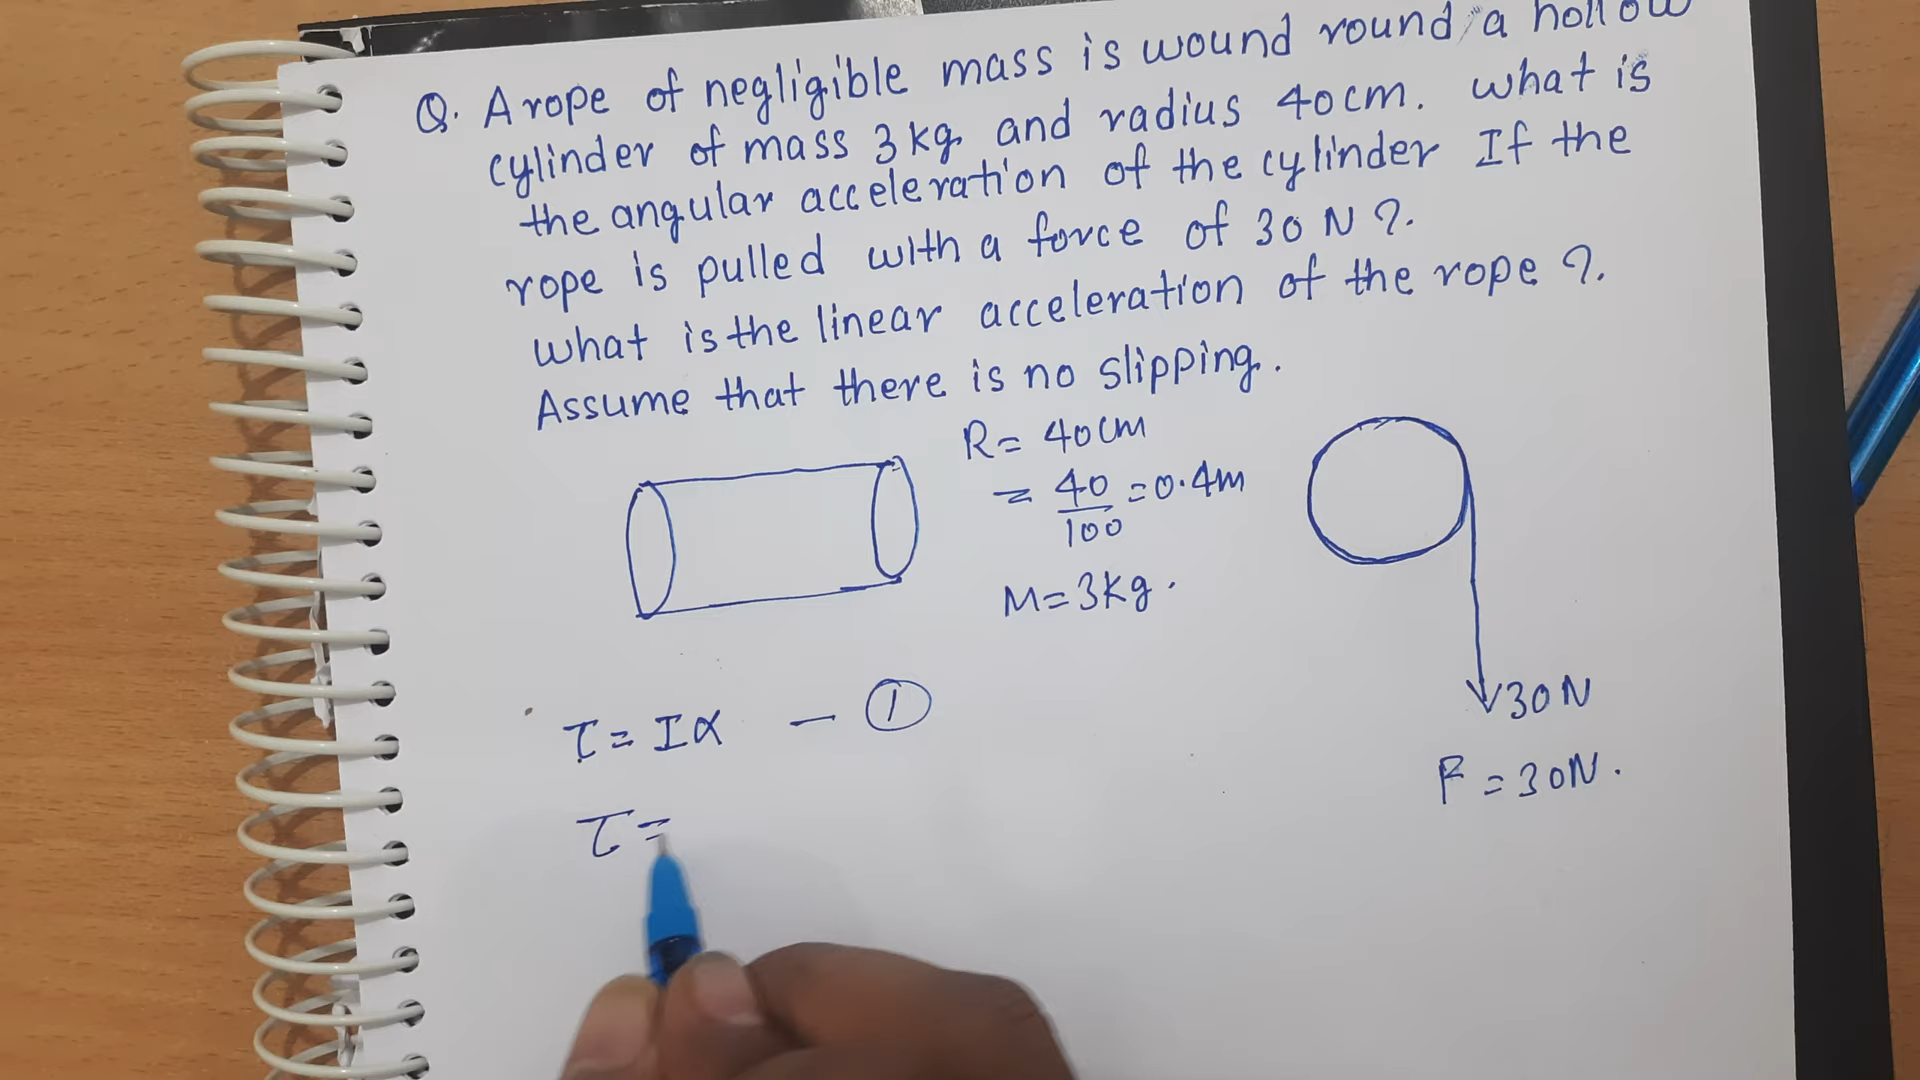 Q. A rope of negligible mass is wound round a hollow
cylinder of mass 3 kg and radius 40 cm. what is
the angular acceleration of the cylinder If the
rope is pulled with a force of 30 N ?.
what is the linear acceleration of the rope ?.
Assume that there is no slipping.
R = 40 cm
= 40/100 = 0.4m
M = 3 kg.
30 N
F = 30 N.
τ = Iα — ①
τ =